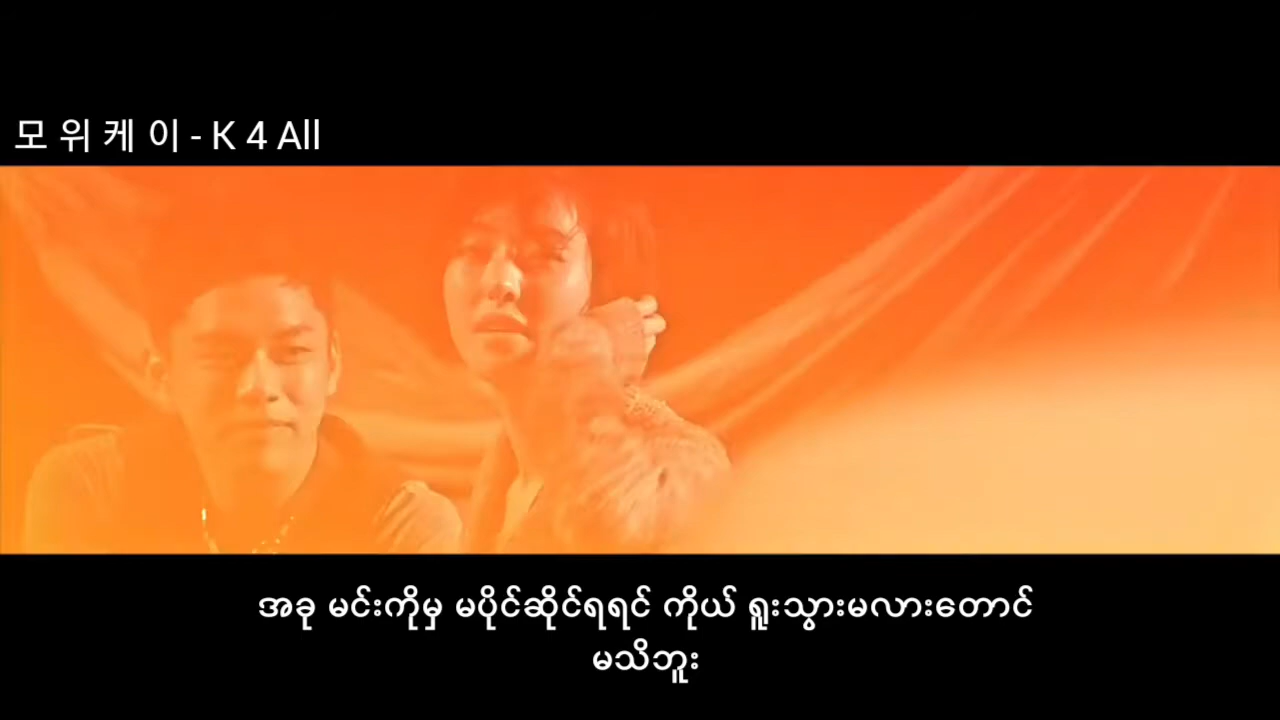 모 위 케 이 - K 4 All
အခု မင်းကိုမှ မပိုင်ဆိုင်ရရင် ကိုယ် ရူးသွားမလားတောင်
မသိဘူး